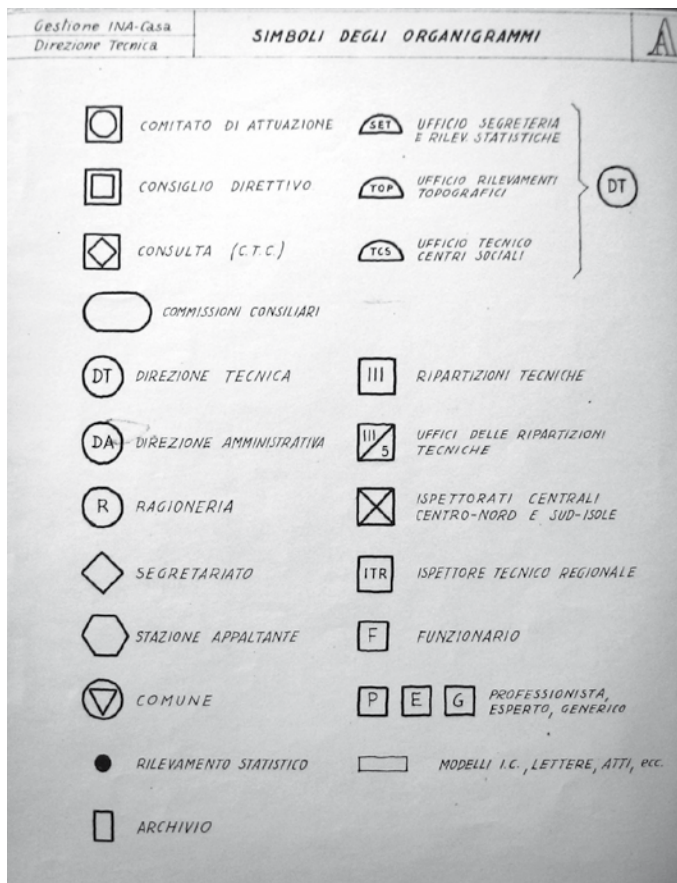 Gestione INA-Casa
Direzione Tecnica
SIMBOLI DEGLI ORGANIGRAMMI
A
COMITATO DI ATTUAZIONE
CONSIGLIO DIRETTIVO
CONSULTA (C.T.C.)
COMMISSIONI CONSILIARI
DT DIREZIONE TECNICA
DA DIREZIONE AMMINISTRATIVA
R RAGIONERIA
SEGRETARIATO
STAZIONE APPALTANTE
COMUNE
RILEVAMENTO STATISTICO
ARCHIVIO
SET UFFICIO SEGRETERIA
E RILEV. STATISTICHE
TOP UFFICIO RILEVAMENTI
TOPOGRAFICI
TCS UFFICIO TECNICO
CENTRI SOCIALI
DT
III RIPARTIZIONI TECNICHE
III/5 UFFICI DELLE RIPARTIZIONI
TECNICHE
ISPETTORATI CENTRALI
CENTRO-NORD E SUD-ISOLE
ITR ISPETTORE TECNICO REGIONALE
F FUNZIONARIO
P E G PROFESSIONISTA,
ESPERTO, GENERICO
MODELLI I.C., LETTERE, ATTI, ecc.